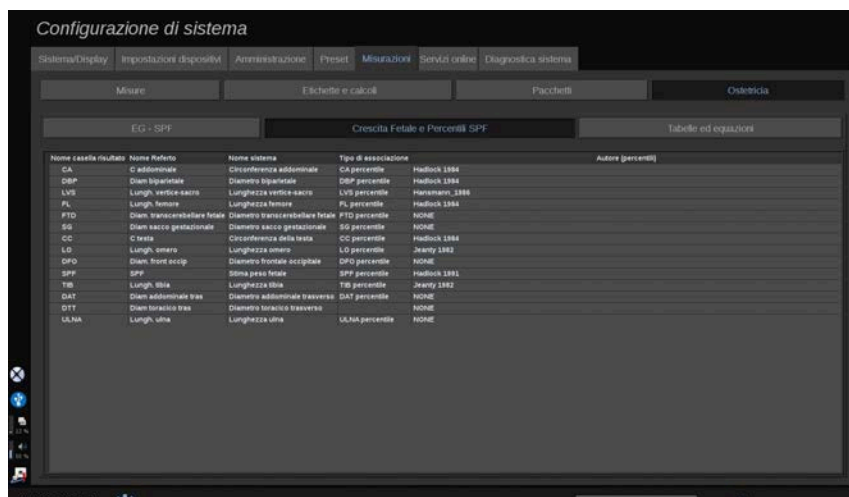 Configurazione di sistema
Sistema/Display Impostazioni dispositivi Amministrazione Preset Misurazioni Servizi online Diagnostica sistema
Misure Etichette e calcoli Pacchetti Ostetricia
EG - SPF Crescita Fetale e Percentili SPF Tabelle ed equazioni
Nome casella risultato Nome Referto Nome sistema Tipo di associazione Autore (percentili)
CA C addominale Circonferenza addominale CA percentile Hadlock 1984
DBP Diam biparietale Diametro biparietale DBP percentile Hadlock 1984
LVS Lungh. vertice-sacro Lunghezza vertice-sacro LVS percentile Hansmann_1986
FL Lungh. femore Lunghezza femore FL percentile Hadlock 1984
FTD Diam. transcerebellare fetale Diametro transcerebellare fetale FTD percentile NONE
SG Diam sacco gestazionale Diametro sacco gestazionale SG percentile NONE
CC C testa Circonferenza della testa CC percentile Hadlock 1984
LO Lungh. omero Lunghezza omero LO percentile Jeanty 1982
DFO Diam. front occip Diametro frontale occipitale DFO percentile NONE
SPF SPF Stima peso fetale SPF percentile Hadlock 1991
TIB Lungh. tibia Lunghezza tibia TIB percentile Jeanty 1982
DAT Diam addominale tras Diametro addominale trasverso DAT percentile NONE
DTT Diam toracico tras Diametro toracico trasverso NONE
ULNA Lungh. ulna Lunghezza ulna ULNA percentile NONE